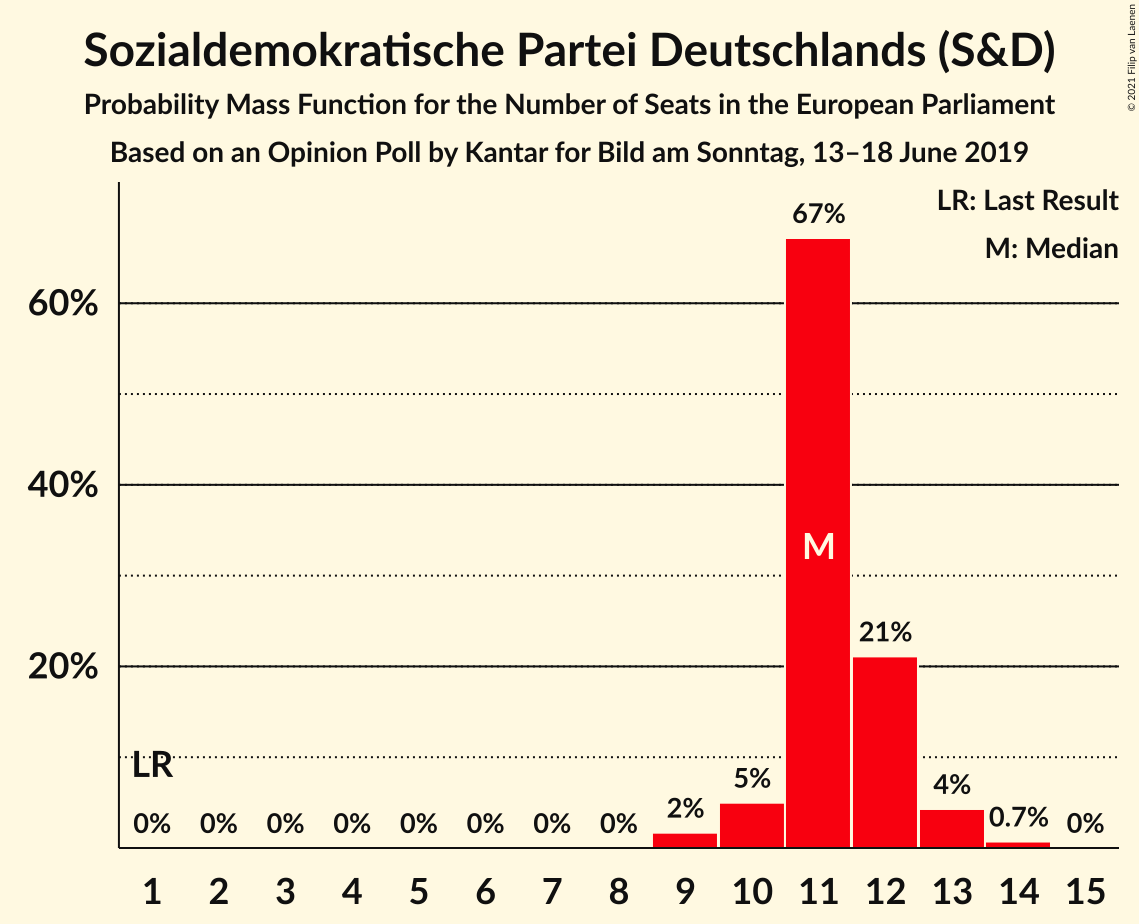 Sozialdemokratische Partei Deutschlands (S&D)
Probability Mass Function for the Number of Seats in the European Parliament
Based on an Opinion Poll by Kantar for Bild am Sonntag, 13–18 June 2019
© 2021 Filip van Laenen
LR: Last Result
M: Median
67%
60%
40%
M
21%
20%
LR
0% 0% 0% 0% 0% 0% 0% 0% 2% 5% 4% 0.7% 0%
1 2 3 4 5 6 7 8 9 10 11 12 13 14 15